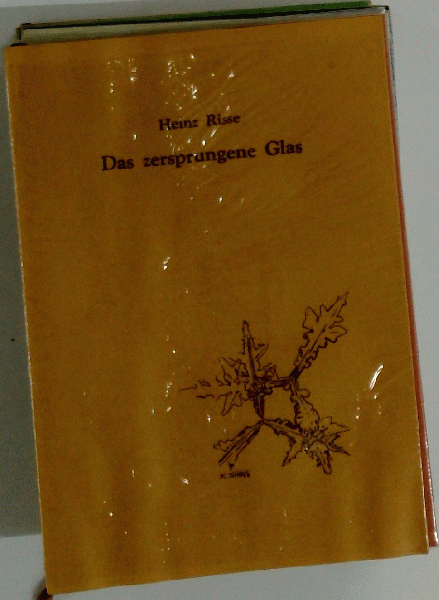 Heinz Risse
Das zersprungene Glas